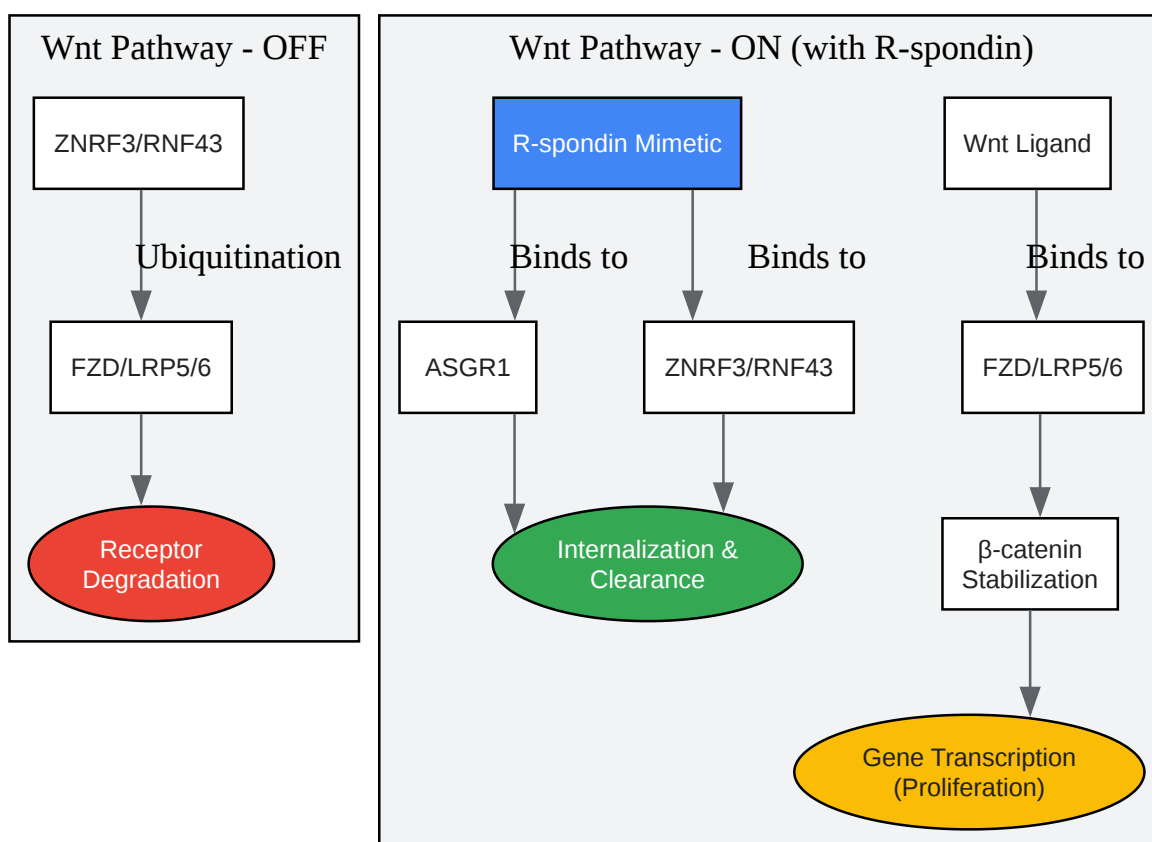 Wnt Pathway - OFF
ZNRF3/RNF43
Ubiquitination
FZD/LRP5/6
Receptor
Degradation
Wnt Pathway - ON (with R-spondin)
R-spondin Mimetic
Wnt Ligand
Binds to
Binds to
Binds to
ASGR1
ZNRF3/RNF43
FZD/LRP5/6
Internalization &
Clearance
β-catenin
Stabilization
Gene Transcription
(Proliferation)